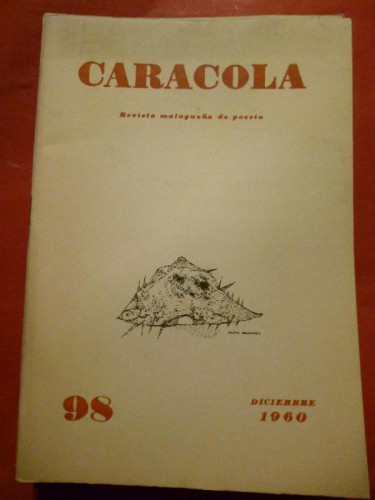 CARACOLA
Revista malagueña de poesía
98
DICIEMBRE
1960